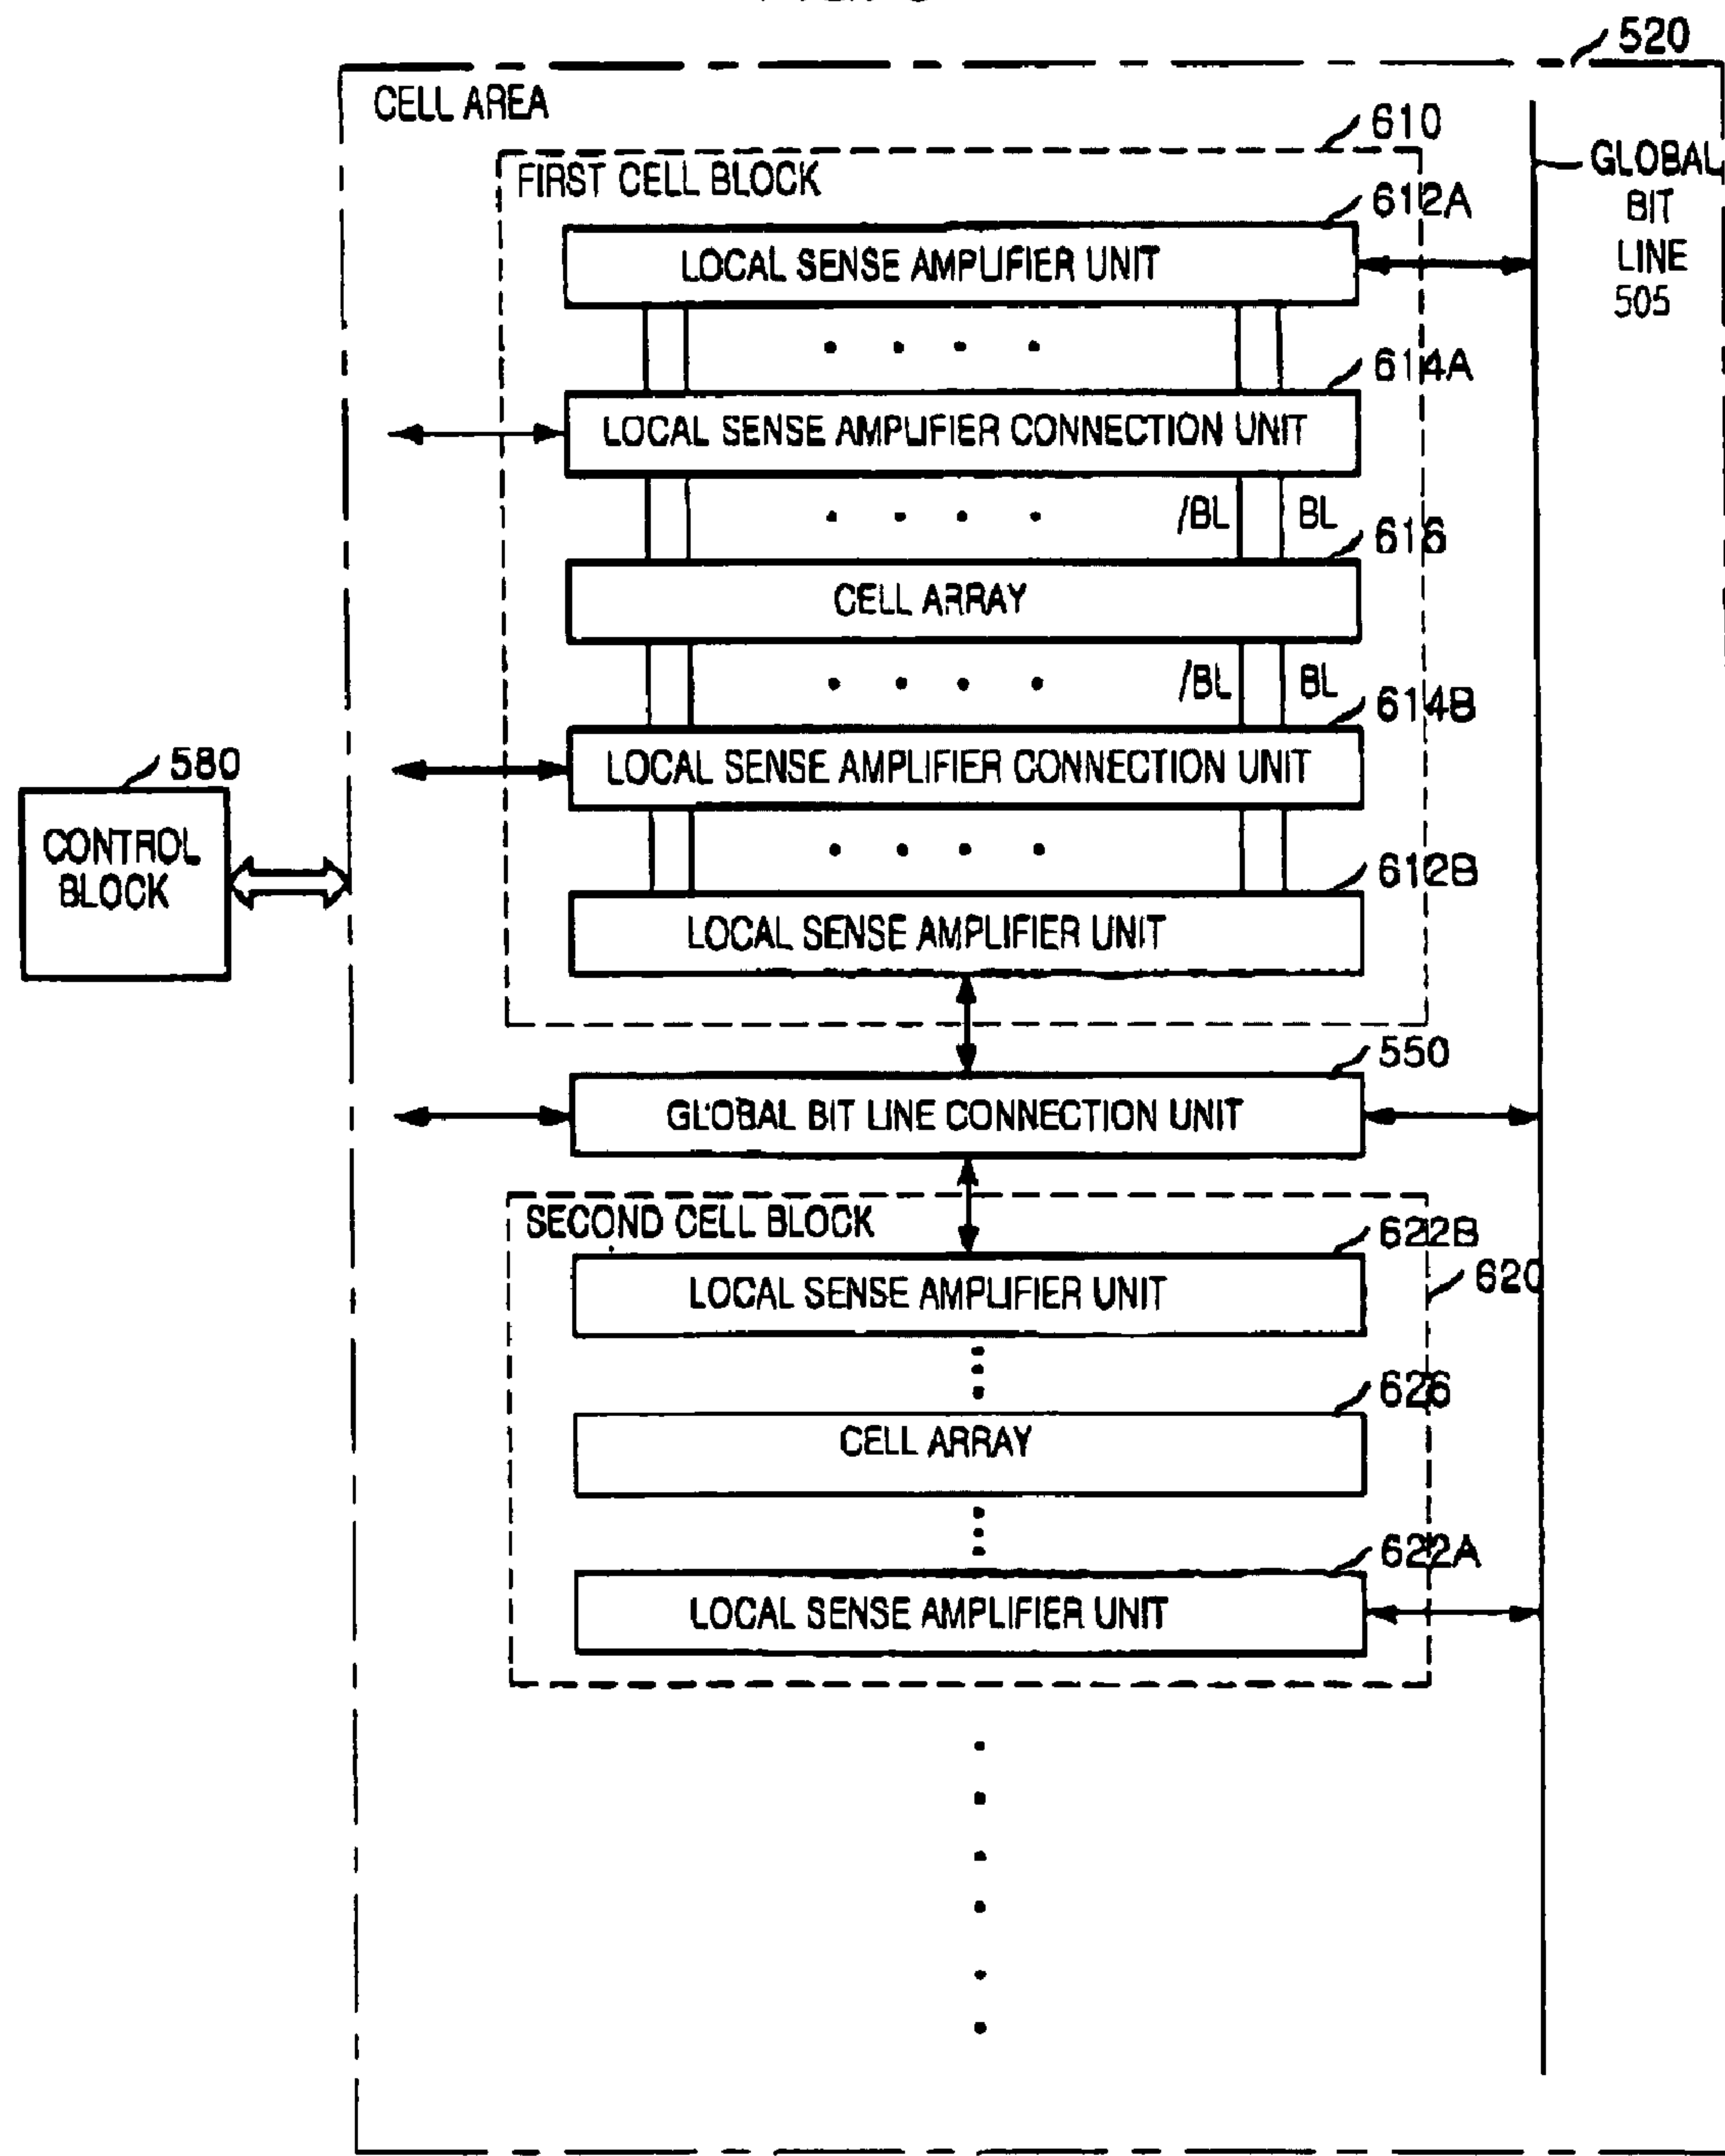 520
CELL AREA
610
GLOBAL
BIT
LINE
505
FIRST CELL BLOCK
612A
LOCAL SENSE AMPLIFIER UNIT
614A
LOCAL SENSE AMPLIFIER CONNECTION UNIT
/BL BL
616
CELL ARRAY
/BL BL
614B
LOCAL SENSE AMPLIFIER CONNECTION UNIT
580
CONTROL
BLOCK
612B
LOCAL SENSE AMPLIFIER UNIT
550
GLOBAL BIT LINE CONNECTION UNIT
SECOND CELL BLOCK
622B
620
LOCAL SENSE AMPLIFIER UNIT
626
CELL ARRAY
622A
LOCAL SENSE AMPLIFIER UNIT